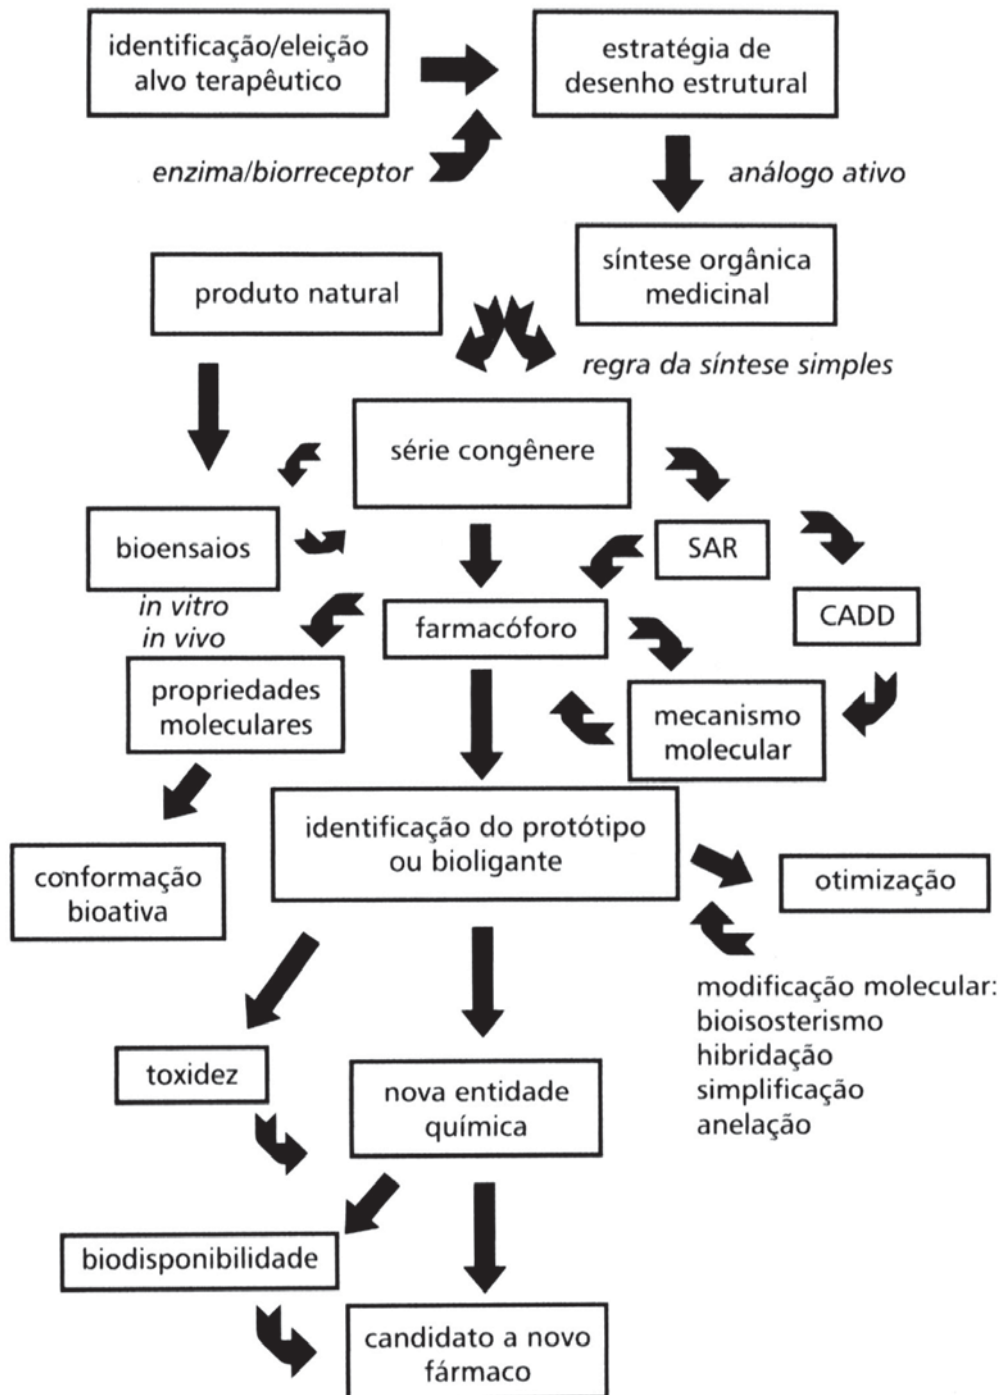 identificação/eleição
alvo terapêutico
estratégia de
desenho estrutural
enzima/biorreceptor
análogo ativo
produto natural
síntese orgânica
medicinal
regra da síntese simples
série congênere
bioensaios
in vitro
in vivo
SAR
CADD
farmacóforo
propriedades
moleculares
mecanismo
molecular
identificação do protótipo
ou bioligante
conformação
bioativa
otimização
modificação molecular:
bioisosterismo
hibridação
simplificação
anelação
toxidez
nova entidade
química
biodisponibilidade
candidato a novo
fármaco